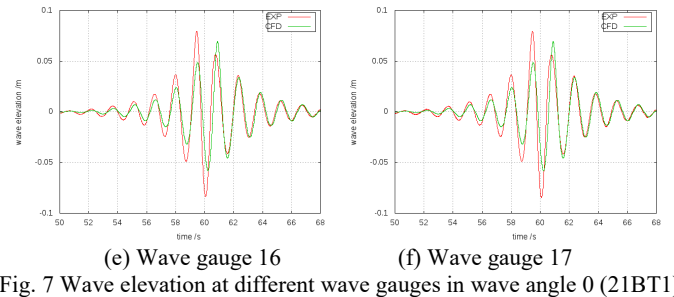 0.1
0.05
0
-0.05
-0.1
wave elevation /m
EXP
CFD
50 52 54 56 58 60 62 64 66 68
time /s
0.1
0.05
0
-0.05
-0.1
wave elevation /m
EXP
CFD
50 52 54 56 58 60 62 64 66 68
time /s
(e) Wave gauge 16 (f) Wave gauge 17
Fig. 7 Wave elevation at different wave gauges in wave angle 0 (21BT1)